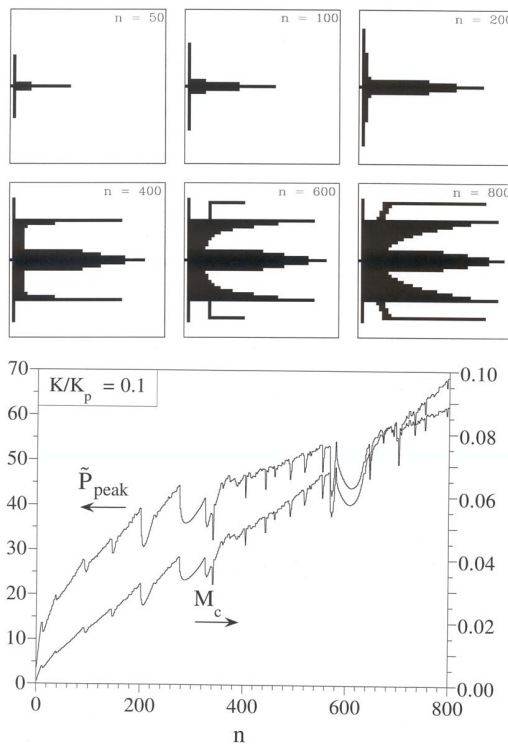 n = 50
n = 100
n = 200
n = 400
n = 600
n = 800
70
60
50
40
30
20
10
0
K/K_p = 0.1
P̃_peak
M_c
0.10
0.08
0.06
0.04
0.02
0.00
0
200
400
600
800
n